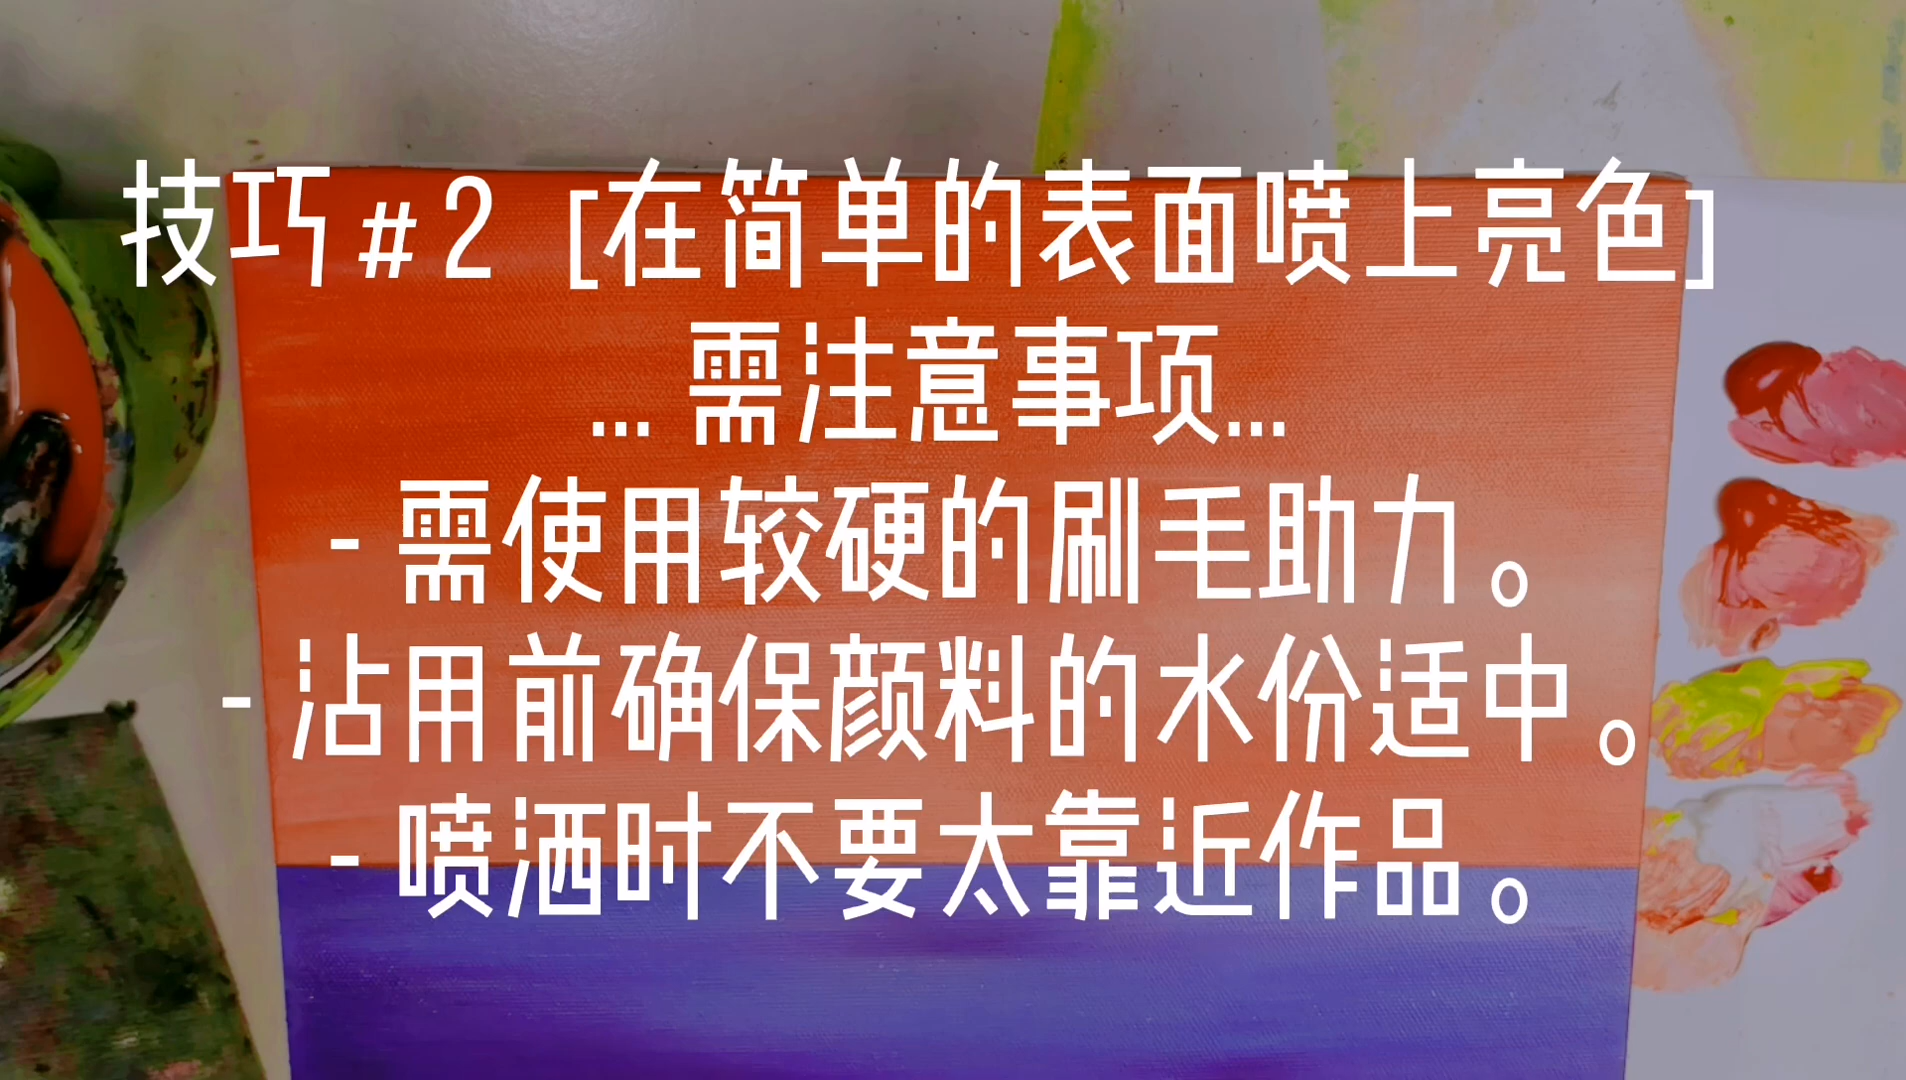 技巧#2 [在简单的表面喷上亮色]
... 需注意事项...
- 需使用较硬的刷毛助力。
- 沾用前确保颜料的水份适中。
- 喷洒时不要太靠近作品。